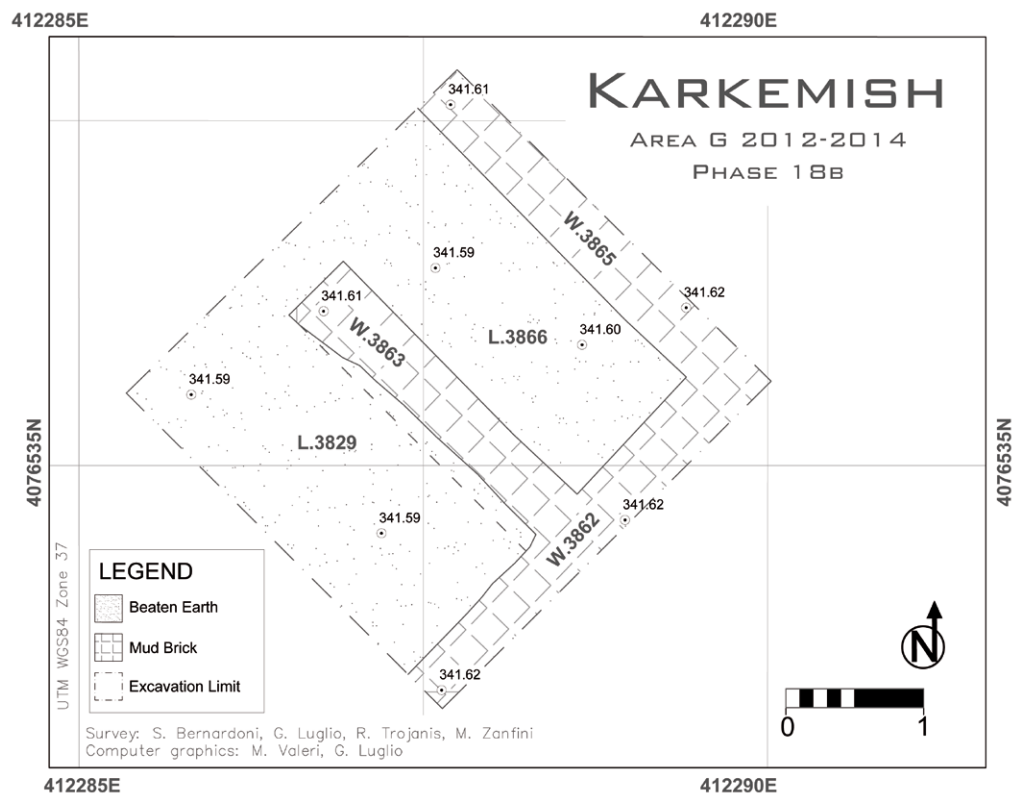 412285E
412290E
KARKEMISH
AREA G 2012-2014
PHASE 18B
341.61
W.3865
341.59
341.62
341.61
W.3863
L.3866
341.60
341.59
L.3829
4076535N
4076535N
341.59
341.62
W.3862
UTM WGS84 Zone 37
LEGEND
Beaten Earth
Mud Brick
Excavation Limit
341.62
N
0
1
Survey: S. Bernardoni, G. Luglio, R. Trojanis, M. Zanfini
Computer graphics: M. Valeri, G. Luglio
412285E
412290E